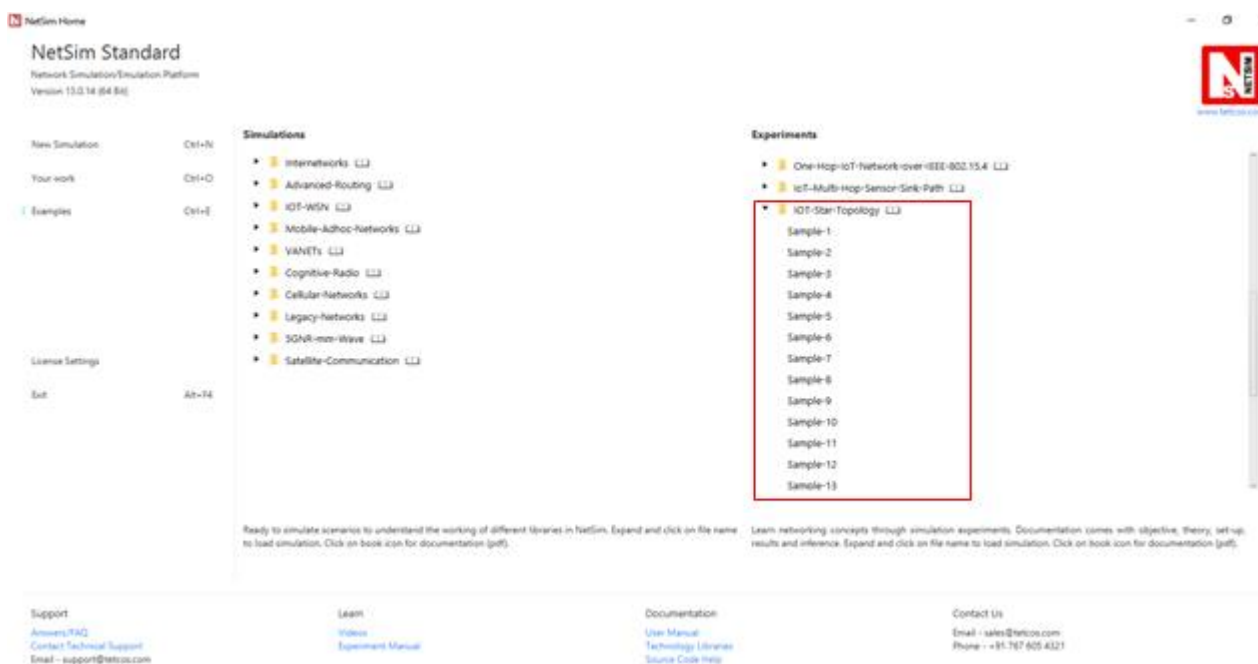 NetSim Home
NetSim Standard
Network Simulation/Emulation Platform
Version 13.0.14 (64 Bit)
NETSIM
www.tetcos.com
New Simulation Ctrl+N
Your work Ctrl+O
Examples Ctrl+E
License Settings
Exit Alt+F4
Simulations
Internetworks
Advanced-Routing
IOT-WSN
Mobile-Adhoc-Networks
VANETs
Cognitive-Radio
Cellular-Networks
Legacy-Networks
5GNR-mm-Wave
Satellite-Communication
Ready to simulate scenarios to understand the working of different libraries in NetSim. Expand and click on file name
to load simulation. Click on book icon for documentation (pdf).
Experiments
One-Hop-IoT-Network-over-IEEE-802.15.4
IoT-Multi-Hop-Sensor-Sink-Path
IOT-Star-Topology
Sample-1
Sample-2
Sample-3
Sample-4
Sample-5
Sample-6
Sample-7
Sample-8
Sample-9
Sample-10
Sample-11
Sample-12
Sample-13
Learn networking concepts through simulation experiments. Documentation comes with objective, theory, set-up,
results and inference. Expand and click on file name to load simulation. Click on book icon for documentation (pdf).
Support
Answers/FAQ
Contact Technical Support
Email - support@tetcos.com
Learn
Videos
Experiment Manual
Documentation
User Manual
Technology Libraries
Source Code Help
Contact Us
Email - sales@tetcos.com
Phone - +91 767 605 4321